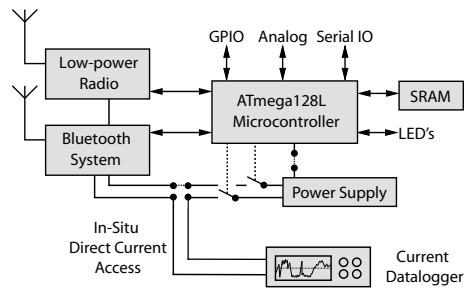 GPIO Analog Serial IO
Low-power
Radio
ATmega128L
Microcontroller
SRAM
Bluetooth
System
LED's
Power Supply
In-Situ
Direct Current
Access
Current
Datalogger